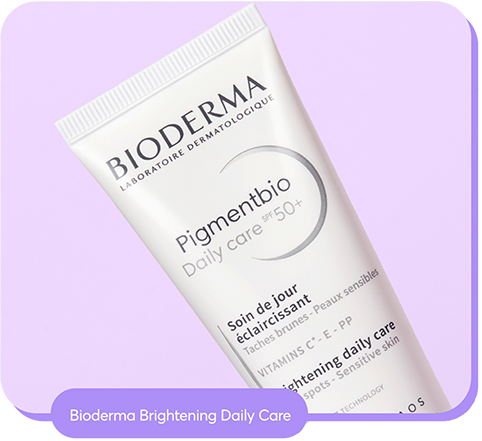 BIODERMA
LABORATOIRE DERMATOLOGIQUE
Pigmentbio
Daily care SPF 50+
Soin de jour
éclaircissant
Taches brunes - Peaux sensibles
VITAMINS C* - E - PP
ightening daily care
spots - Sensitive skin
TECHNOLOGY
Bioderma Brightening Daily Care